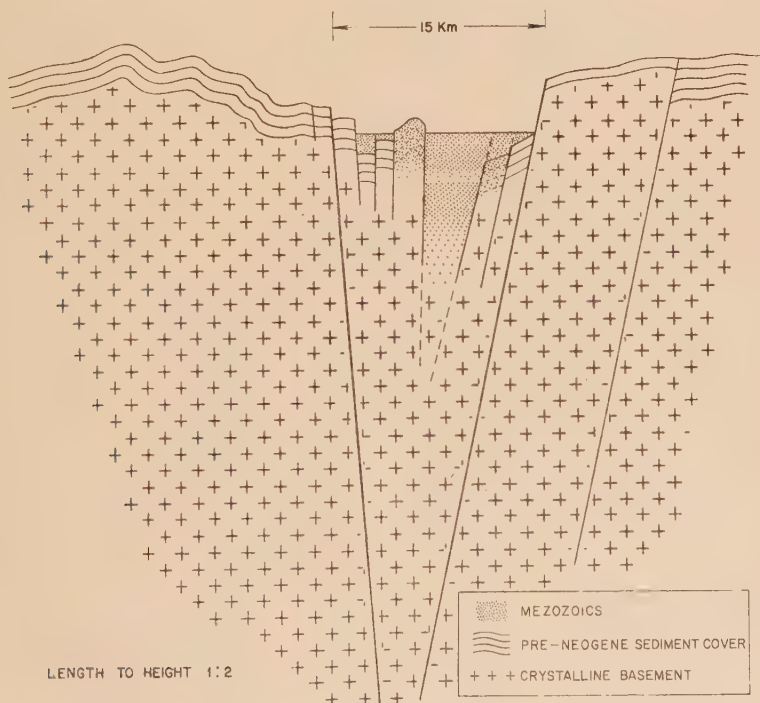 15 Km
MEZOZOICS
PRE-NEOGENE SEDIMENT COVER
+ + + CRYSTALLINE BASEMENT
LENGTH TO HEIGHT 1:2